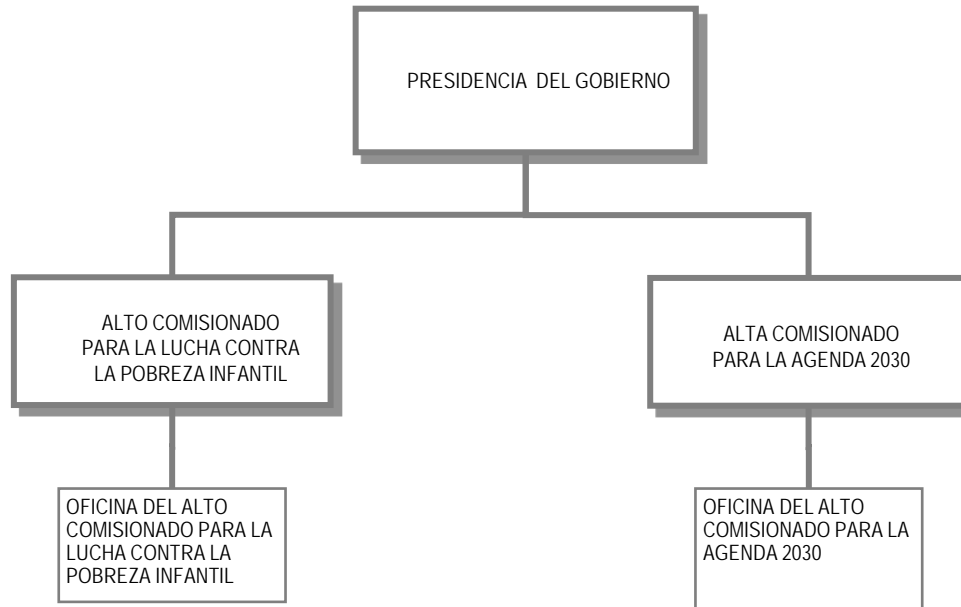 PRESIDENCIA DEL GOBIERNO
ALTO COMISIONADO
PARA LA LUCHA CONTRA
LA POBREZA INFANTIL
ALTA COMISIONADO
PARA LA AGENDA 2030
OFICINA DEL ALTO
COMISIONADO PARA LA
LUCHA CONTRA LA
POBREZA INFANTIL
OFICINA DEL ALTO
COMISIONADO PARA LA
AGENDA 2030